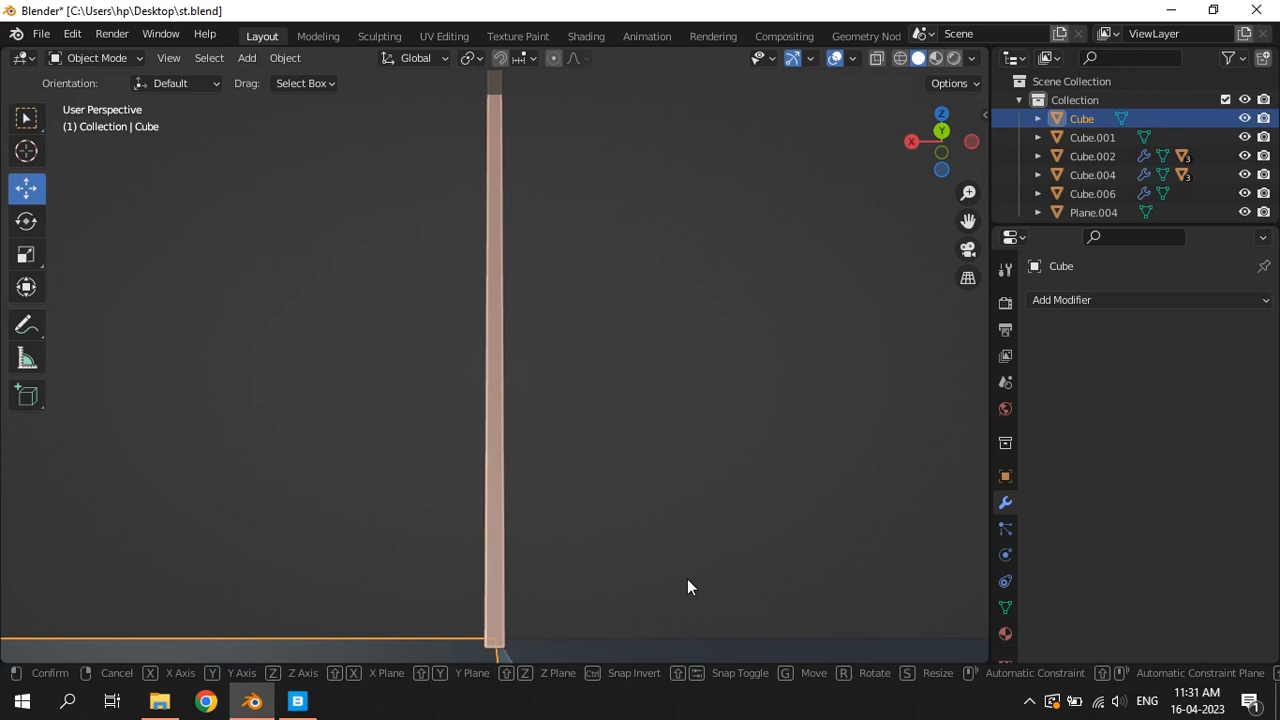 Blender* [C:\Users\hp\Desktop\st.blend]
File Edit Render Window Help Layout Modeling Sculpting UV Editing Texture Paint Shading Animation Rendering Compositing Geometry Nod Scene ViewLayer
Object Mode View Select Add Object Global
Orientation: Default Drag: Select Box Options
User Perspective
(1) Collection | Cube
Z
Y
X
Scene Collection
Collection
Cube
Cube.001
Cube.002 3
Cube.004 3
Cube.006
Plane.004
Cube
Add Modifier
Confirm Cancel X X Axis Y Y Axis Z Z Axis X X Plane Y Y Plane Z Z Plane Ctrl Snap Invert Snap Toggle G Move R Rotate S Resize Automatic Constraint Automatic Constraint Plane
ENG
11:31 AM
16-04-2023
1